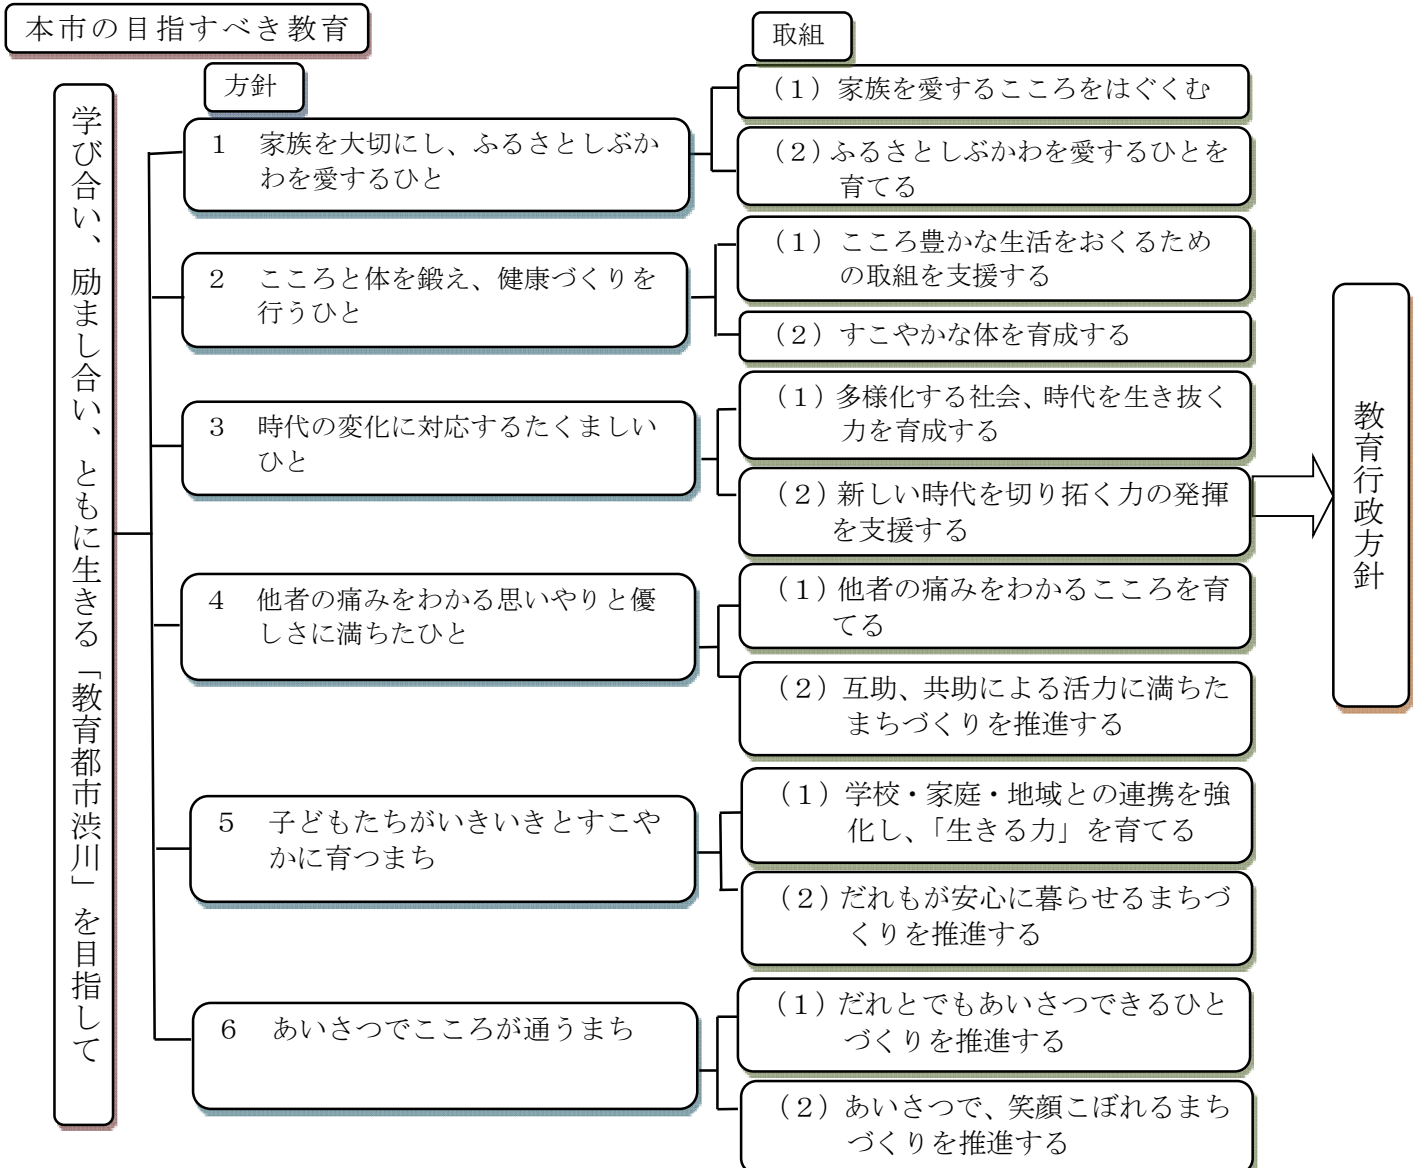 本市の目指すべき教育
学び合い、励まし合い、ともに生きる「教育都市渋川」を目指して
方針
取組
1 家族を大切にし、ふるさとしぶか
わを愛するひと
(1) 家族を愛するこころをはぐくむ
(2) ふるさとしぶかわを愛するひとを
育てる
2 こころと体を鍛え、健康づくりを
行うひと
(1) こころ豊かな生活をおくるため
の取組を支援する
(2) すこやかな体を育成する
3 時代の変化に対応するたくましい
ひと
(1) 多様化する社会、時代を生き抜く
力を育成する
(2) 新しい時代を切り拓く力の発揮
を支援する
4 他者の痛みをわかる思いやりと優
しさに満ちたひと
(1) 他者の痛みをわかるこころを育
てる
(2) 互助、共助による活力に満ちた
まちづくりを推進する
5 子どもたちがいきいきとすこや
かに育つまち
(1) 学校・家庭・地域との連携を強
化し、「生きる力」を育てる
(2) だれもが安心に暮らせるまちづ
くりを推進する
6 あいさつでこころが通うまち
(1) だれとでもあいさつできるひと
づくりを推進する
(2) あいさつで、笑顔こぼれるまち
づくりを推進する
教育行政方針